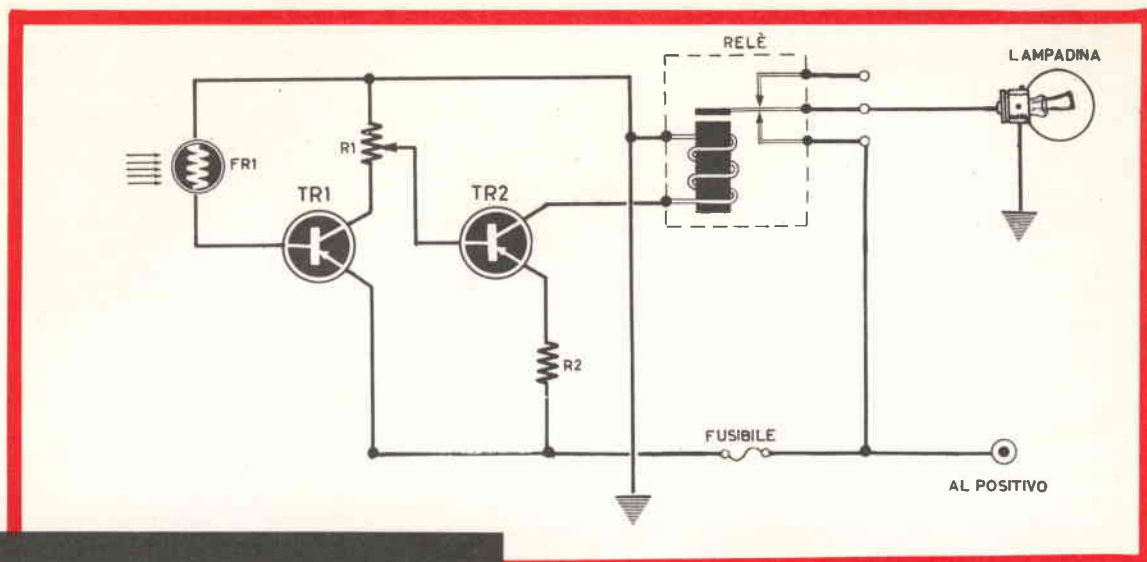 RELÈ
LAMPADINA
FR1
R1
TR1
TR2
R2
FUSIBILE
AL POSITIVO